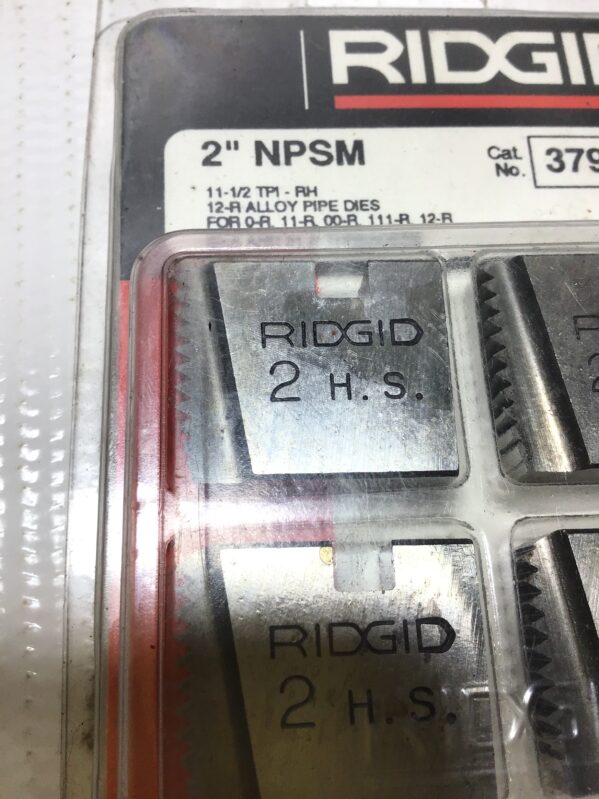 RIDGID
2" NPSM
Cat. No. 379
11-1/2 TPI - RH
12-R ALLOY PIPE DIES
FOR 0-R, 11-R, 00-R, 111-R, 12-R
RIDGID
2 H.S.
RIDGID
2 H.S.